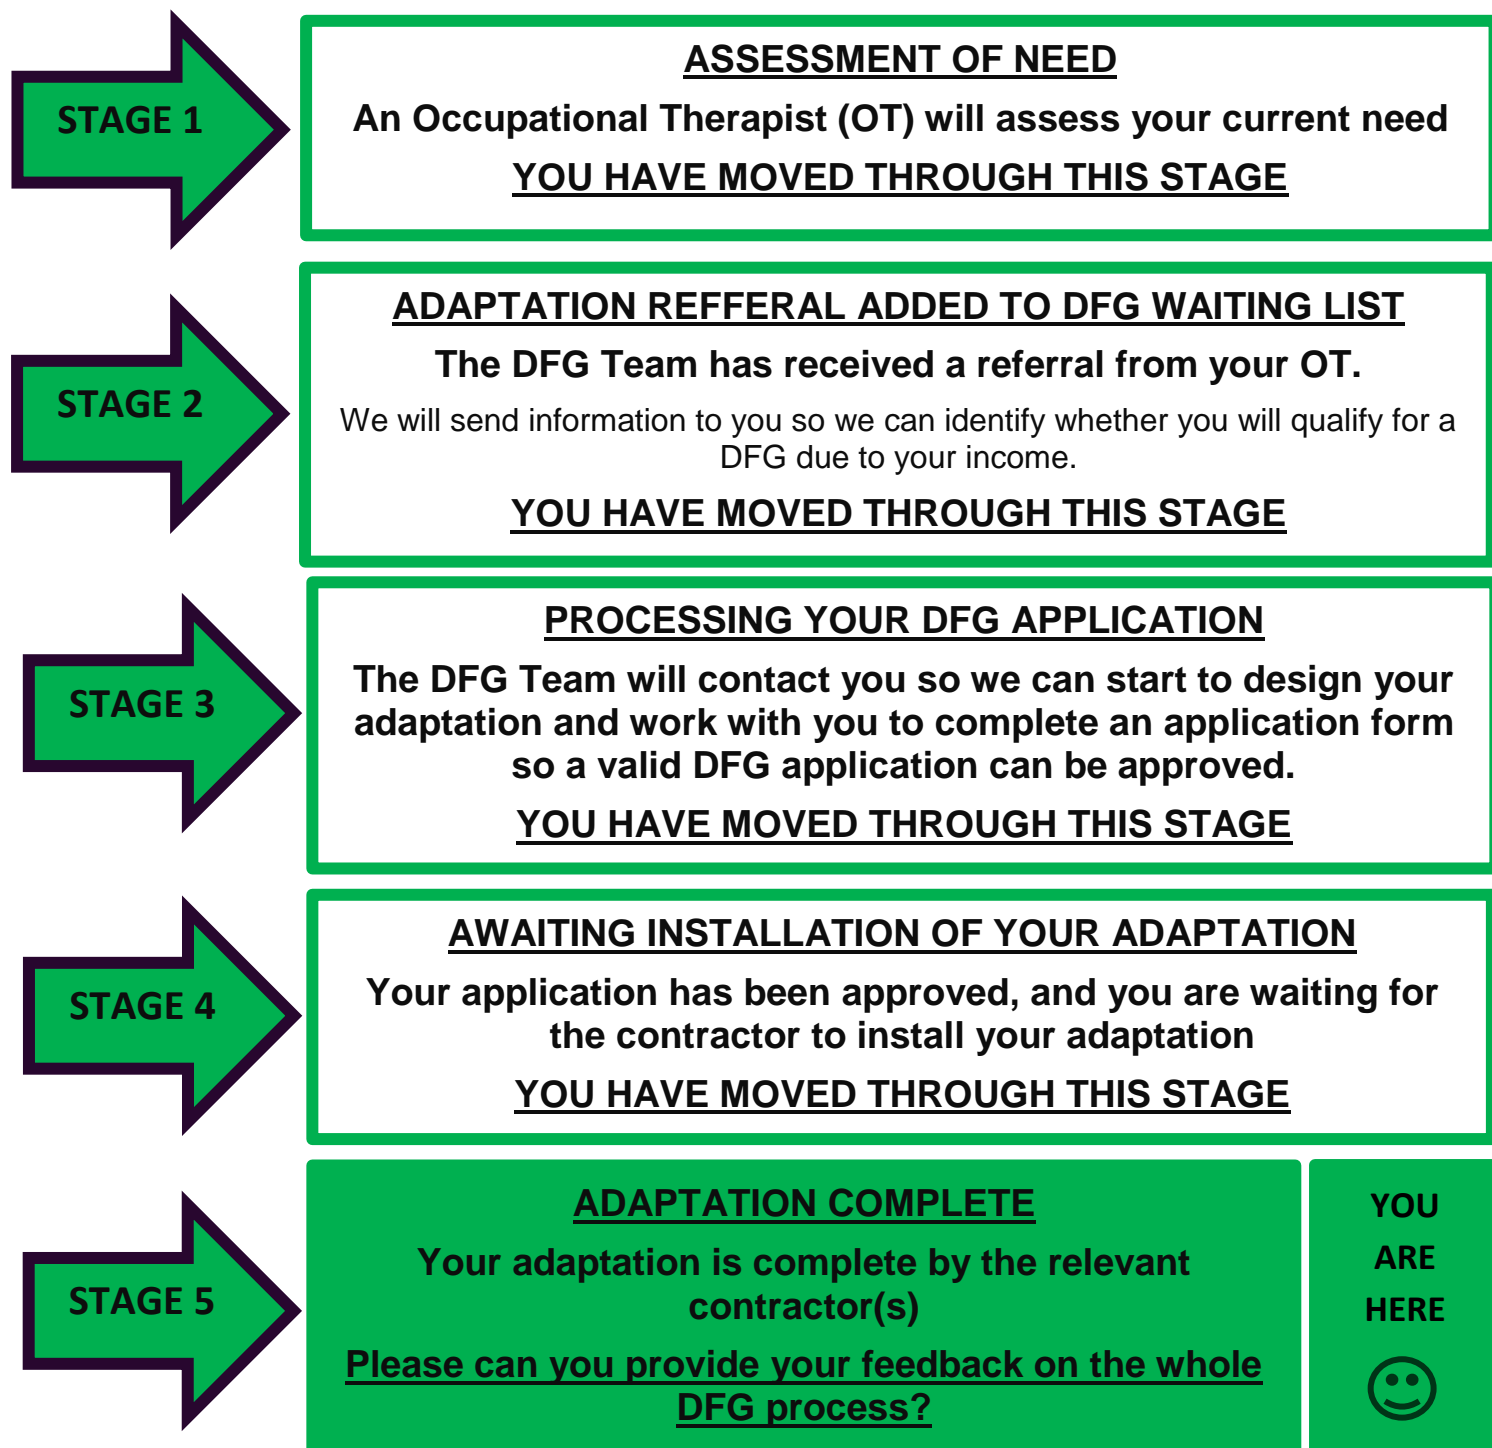 STAGE 1
ASSESSMENT OF NEED
An Occupational Therapist (OT) will assess your current need
YOU HAVE MOVED THROUGH THIS STAGE
STAGE 2
ADAPTATION REFFERAL ADDED TO DFG WAITING LIST
The DFG Team has received a referral from your OT.
We will send information to you so we can identify whether you will qualify for a
DFG due to your income.
YOU HAVE MOVED THROUGH THIS STAGE
STAGE 3
PROCESSING YOUR DFG APPLICATION
The DFG Team will contact you so we can start to design your
adaptation and work with you to complete an application form
so a valid DFG application can be approved.
YOU HAVE MOVED THROUGH THIS STAGE
STAGE 4
AWAITING INSTALLATION OF YOUR ADAPTATION
Your application has been approved, and you are waiting for
the contractor to install your adaptation
YOU HAVE MOVED THROUGH THIS STAGE
STAGE 5
ADAPTATION COMPLETE
Your adaptation is complete by the relevant
contractor(s)
Please can you provide your feedback on the whole
DFG process?
YOU
ARE
HERE